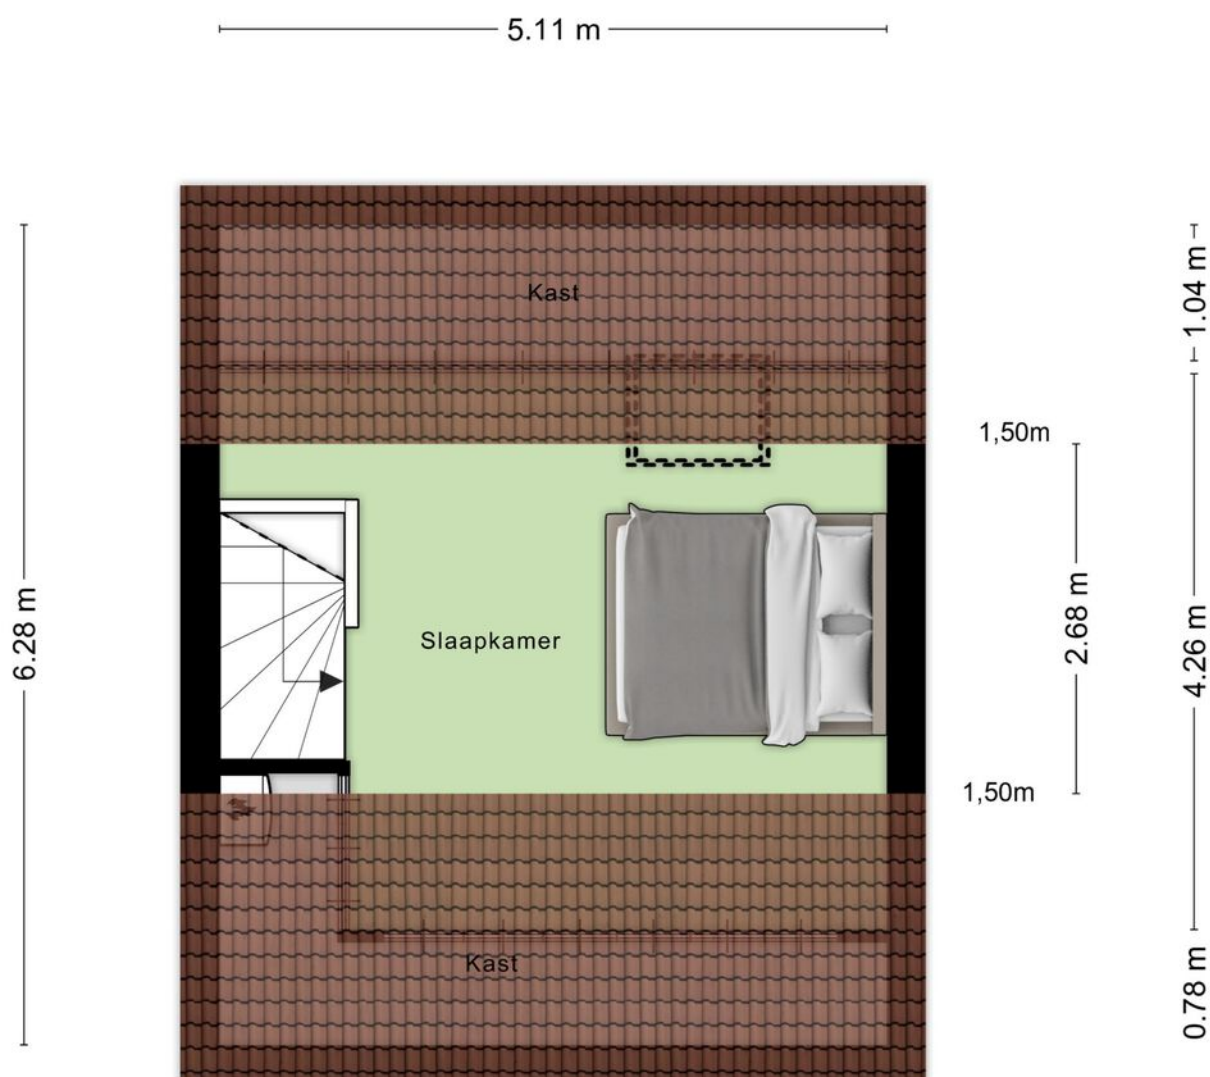 5.11 m
Kast
1.04 m
1,50m
6.28 m
Slaapkamer
2.68 m
4.26 m
1,50m
Kast
0.78 m